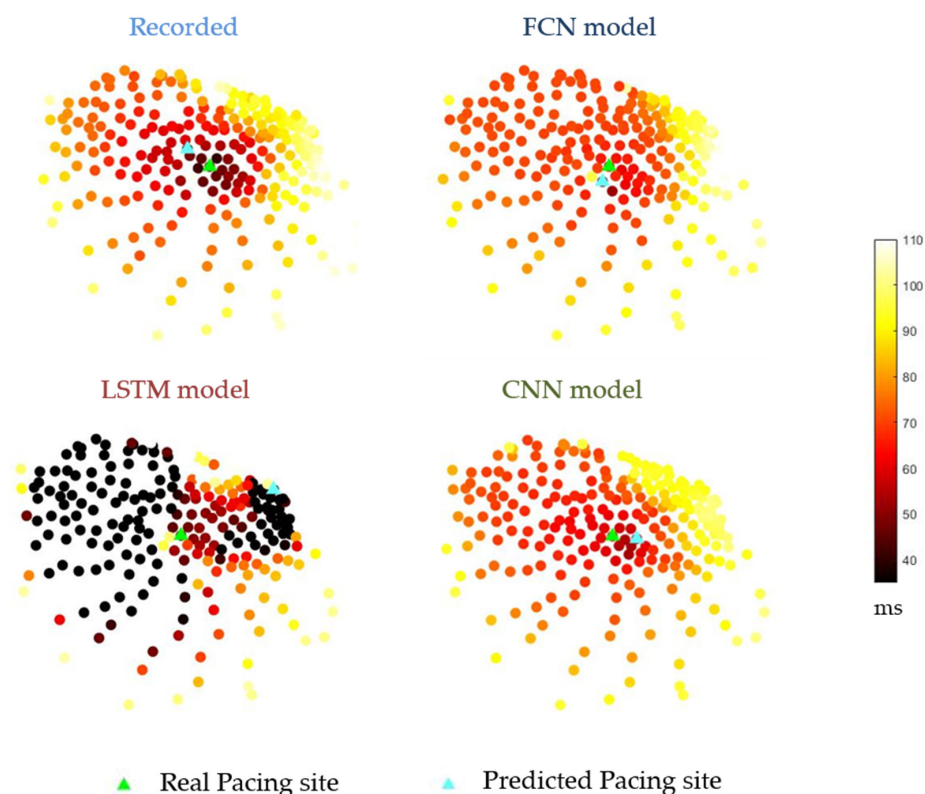 Recorded
FCN model
110
100
90
80
70
60
50
40
ms
LSTM model
CNN model
Real Pacing site
Predicted Pacing site